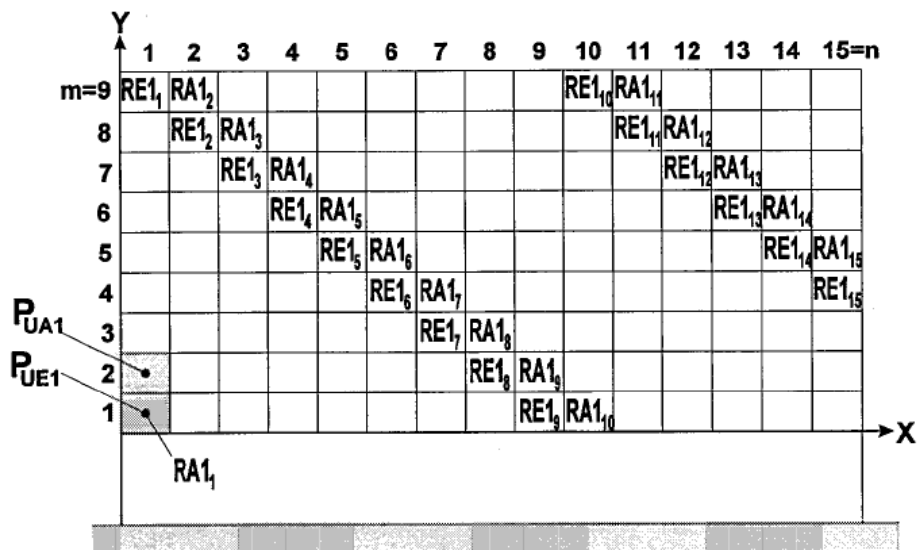 Y
1 2 3 4 5 6 7 8 9 10 11 12 13 14 15=n
m=9 RE1₁ RA1₂ RE1₁₀ RA1₁₁
8 RE1₂ RA1₃ RE1₁₁ RA1₁₂
7 RE1₃ RA1₄ RE1₁₂ RA1₁₃
6 RE1₄ RA1₅ RE1₁₃ RA1₁₄
5 RE1₅ RA1₆ RE1₁₄ RA1₁₅
4 RE1₆ RA1₇ RE1₁₅
3 RE1₇ RA1₈
P_UA1
2 RE1₈ RA1₉
P_UE1
1 RE1₉ RA1₁₀
X
RA1₁